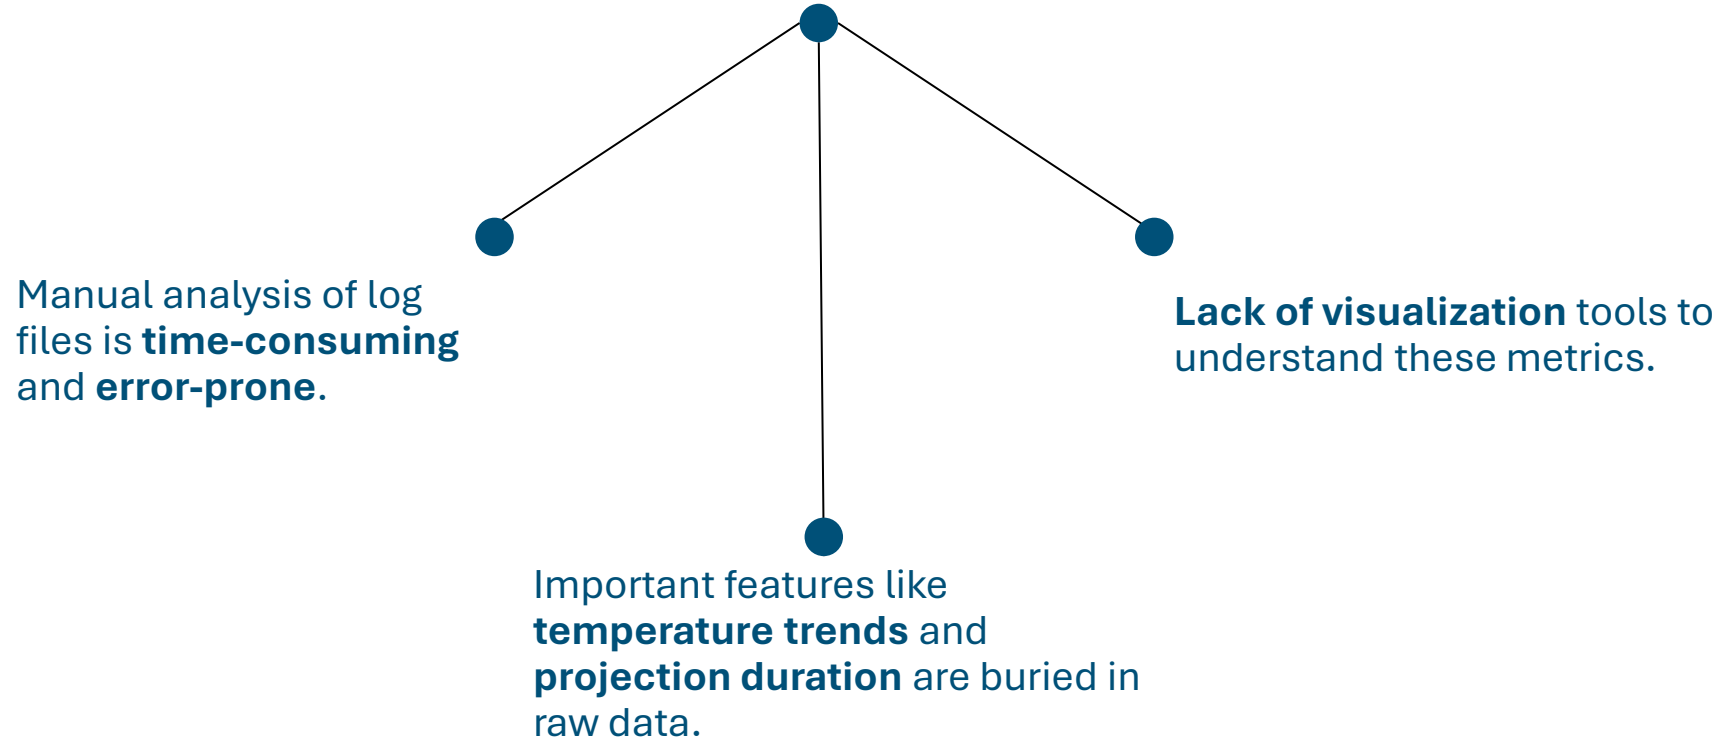 Manual analysis of log
files is time-consuming
and error-prone.
Lack of visualization tools to
understand these metrics.
Important features like
temperature trends and
projection duration are buried in
raw data.